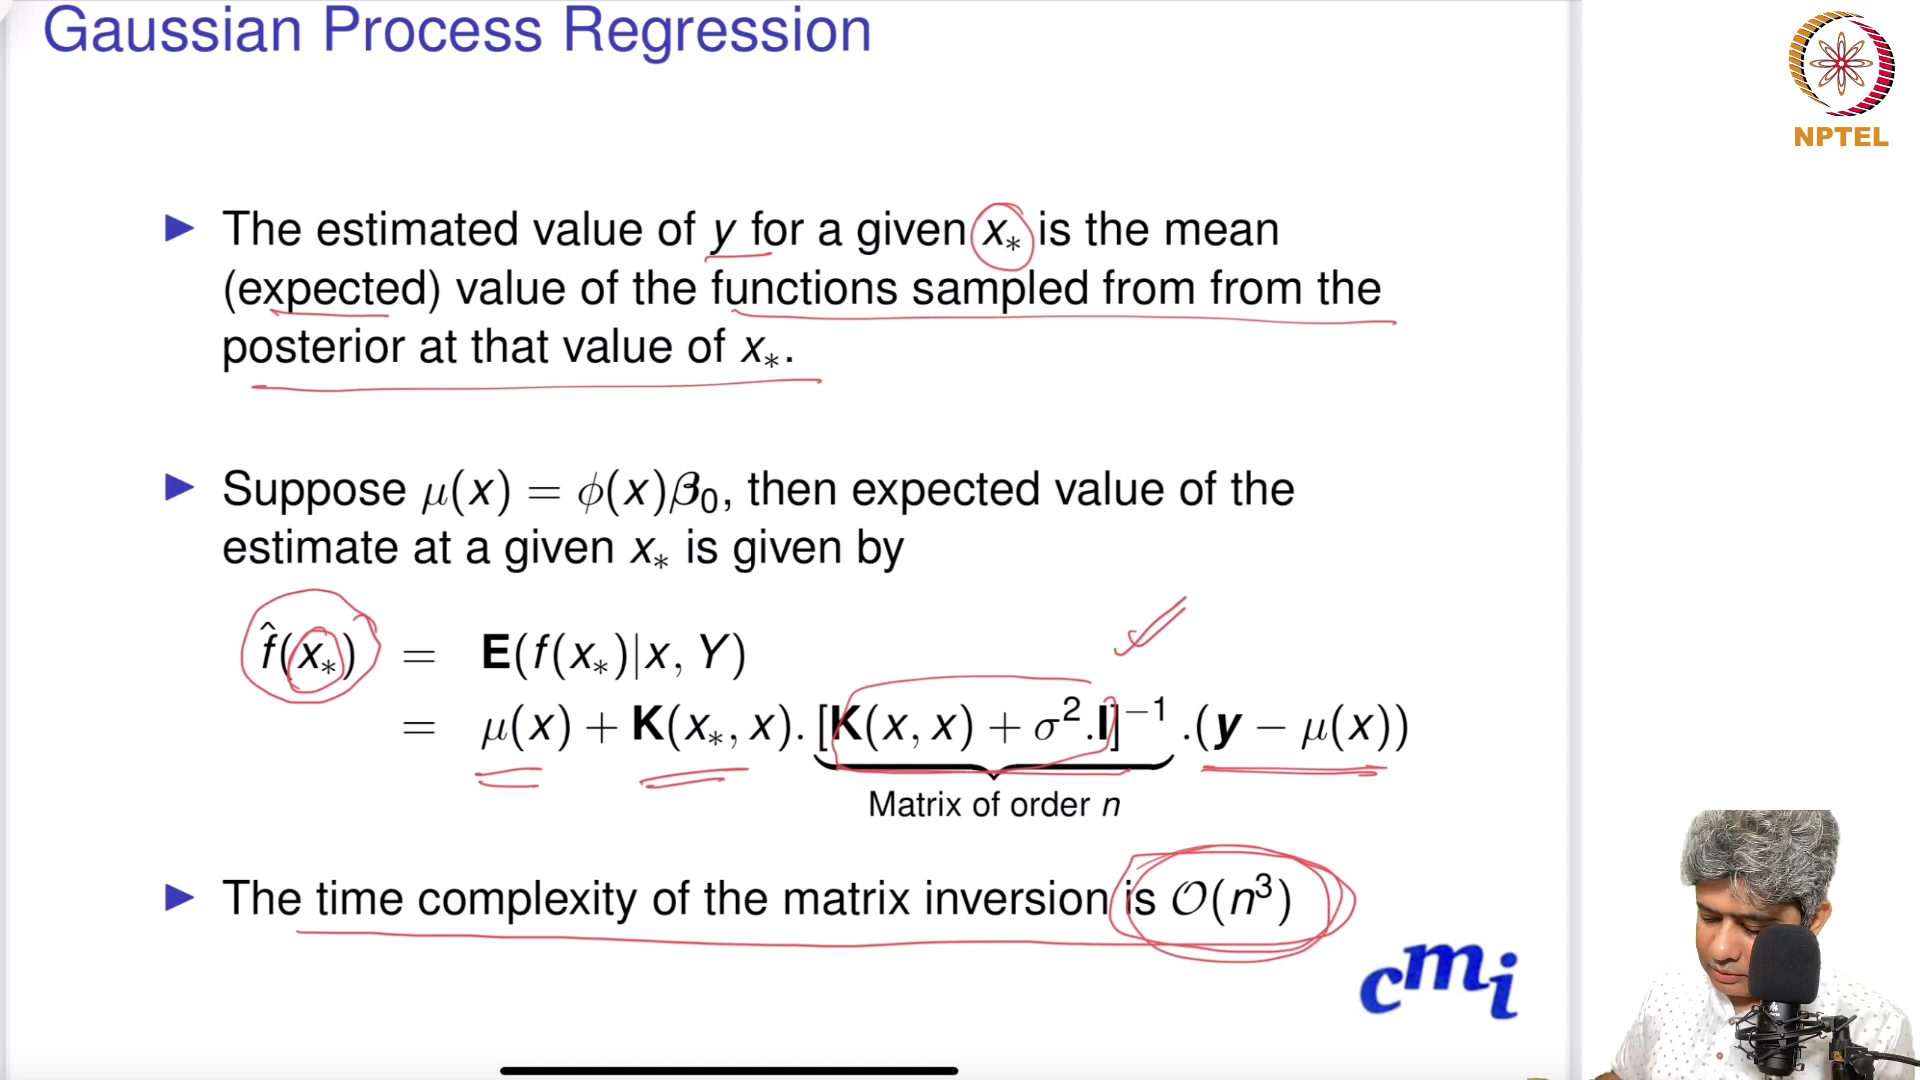 Gaussian Process Regression
NPTEL
▶ The estimated value of y for a given x∗ is the mean
(expected) value of the functions sampled from from the
posterior at that value of x∗.
▶ Suppose μ(x) = φ(x)β₀, then expected value of the
estimate at a given x∗ is given by
f̂(x∗) = E(f(x∗)|x, Y)
= μ(x) + K(x∗, x).[K(x, x) + σ².I]⁻¹.(y − μ(x))
Matrix of order n
▶ The time complexity of the matrix inversion is O(n³)
cmi